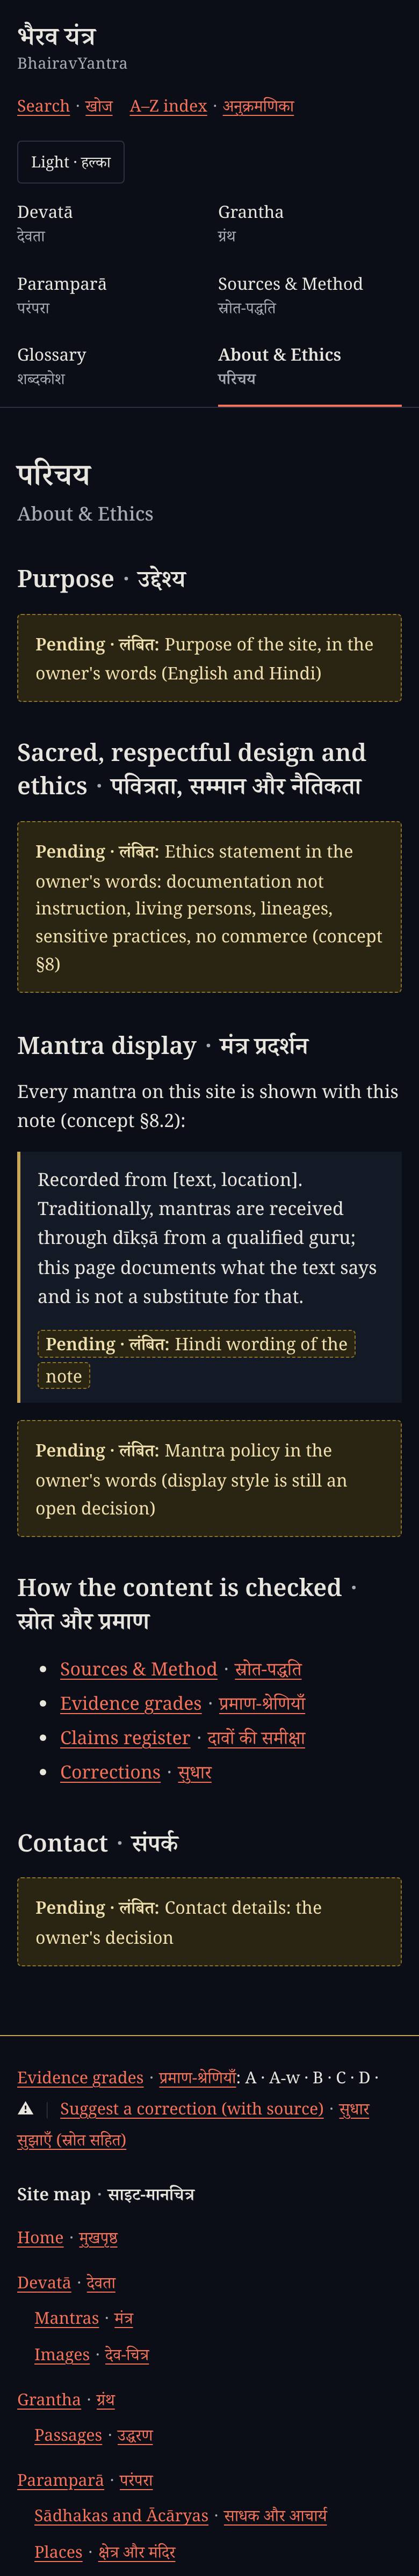 भैरव यंत्र
BhairavYantra
Search · खोज A–Z index · अनुक्रमणिका
Light · हल्का
Devatā Grantha
देवता ग्रंथ
Paramparā Sources & Method
परंपरा स्रोत-पद्धति
Glossary About & Ethics
शब्दकोश परिचय
परिचय
About & Ethics
Purpose · उद्देश्य
Pending · लंबित: Purpose of the site, in the
owner's words (English and Hindi)
Sacred, respectful design and
ethics · पवित्रता, सम्मान और नैतिकता
Pending · लंबित: Ethics statement in the
owner's words: documentation not
instruction, living persons, lineages,
sensitive practices, no commerce (concept
§8)
Mantra display · मंत्र प्रदर्शन
Every mantra on this site is shown with this
note (concept §8.2):
Recorded from [text, location].
Traditionally, mantras are received
through dīkṣā from a qualified guru;
this page documents what the text says
and is not a substitute for that.
Pending · लंबित: Hindi wording of the
note
Pending · लंबित: Mantra policy in the
owner's words (display style is still an
open decision)
How the content is checked ·
स्रोत और प्रमाण
• Sources & Method · स्रोत-पद्धति
• Evidence grades · प्रमाण-श्रेणियाँ
• Claims register · दावों की समीक्षा
• Corrections · सुधार
Contact · संपर्क
Pending · लंबित: Contact details: the
owner's decision
Evidence grades · प्रमाण-श्रेणियाँ: A · A-w · B · C · D ·
⚠ | Suggest a correction (with source) · सुधार
सुझाएँ (स्रोत सहित)
Site map · साइट-मानचित्र
Home · मुखपृष्ठ
Devatā · देवता
Mantras · मंत्र
Images · देव-चित्र
Grantha · ग्रंथ
Passages · उद्धरण
Paramparā · परंपरा
Sādhakas and Ācāryas · साधक और आचार्य
Places · क्षेत्र और मंदिर